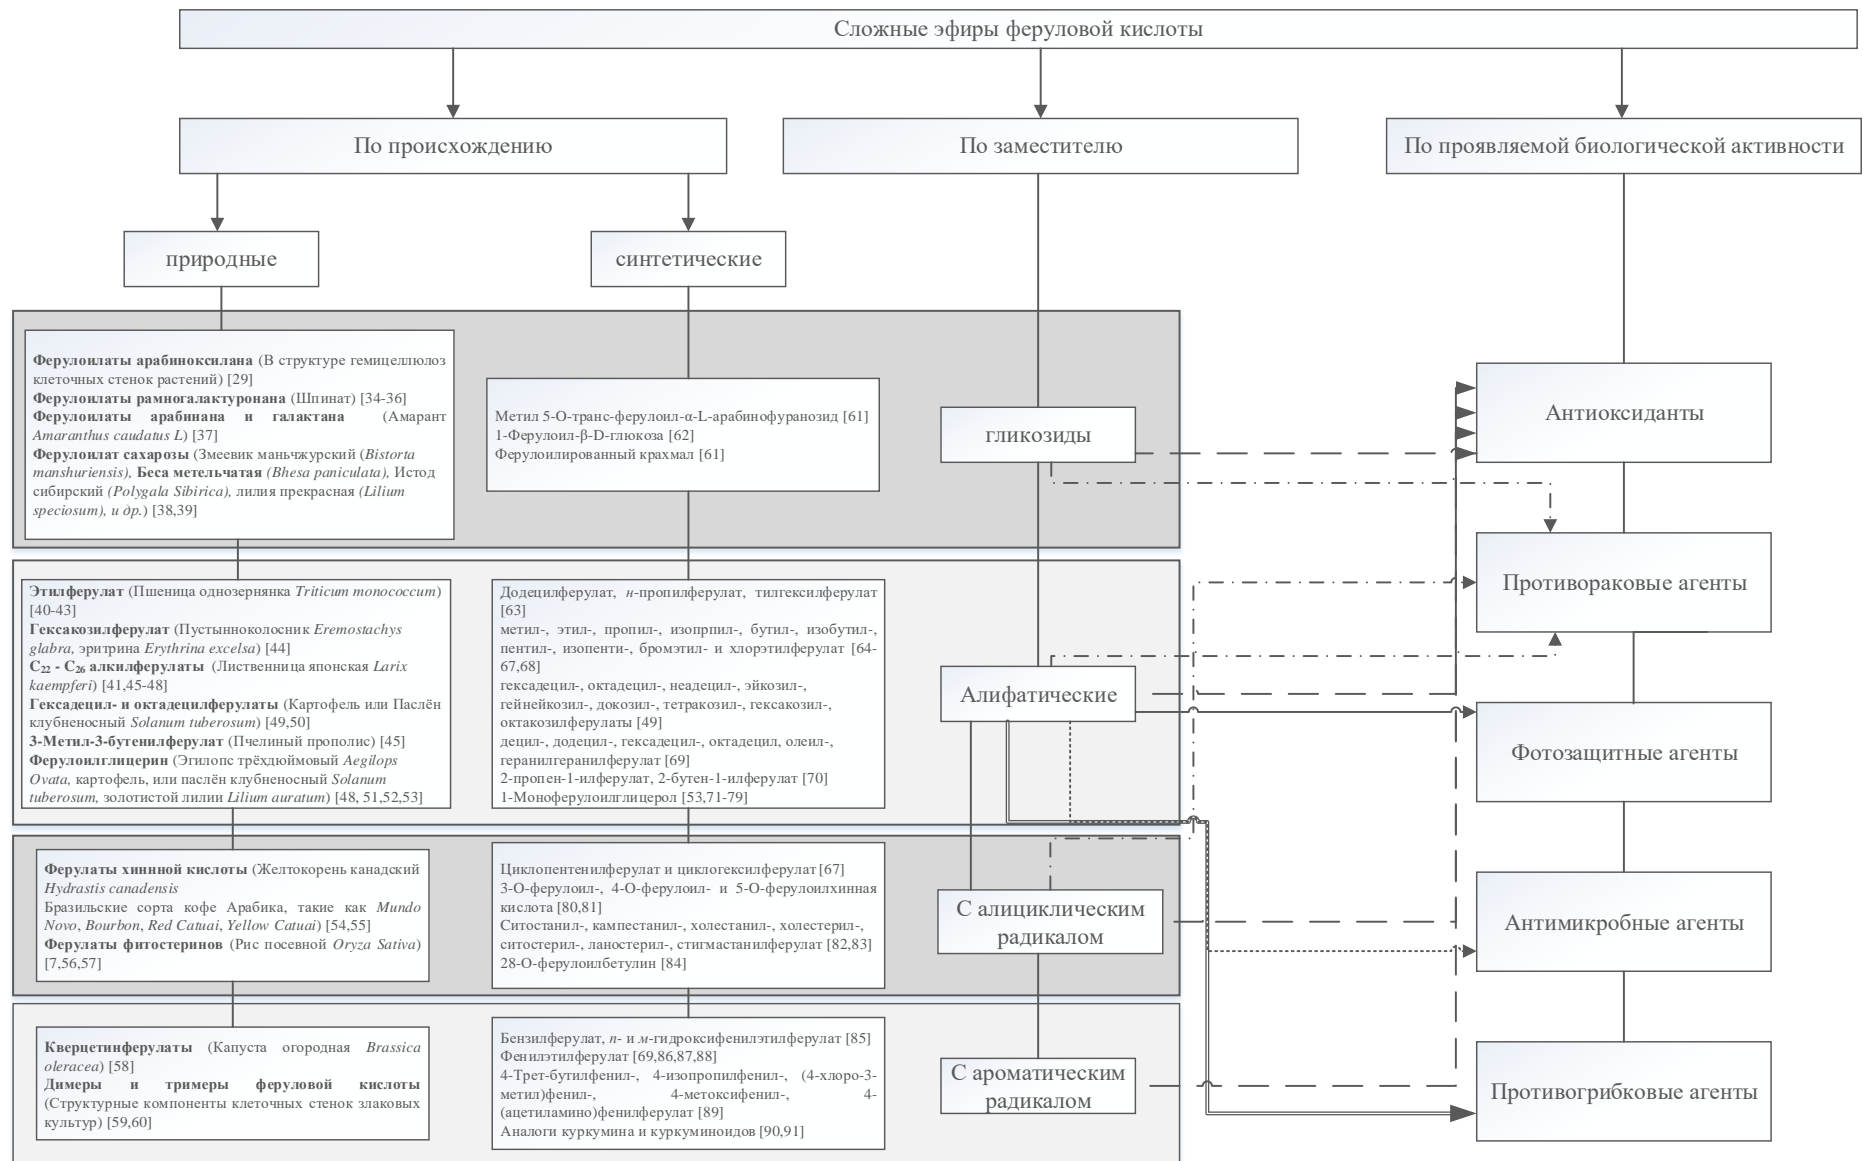 Сложные эфиры феруловой кислоты
По происхождению
По заместителю
По проявляемой биологической активности
природные
синтетические
Ферулоилаты арабиноксилана (В структуре гемицеллюлоз
клеточных стенок растений) [29]
Ферулоилаты рамногалактуронана (Шпинат) [34-36]
Ферулоилаты арабинана и галактана (Амарант
Amaranthus caudatus L) [37]
Ферулоилат сахарозы (Змеевик маньчжурский (Bistorta
manshuriensis), Беса метельчатая (Bhesa paniculata), Истод
сибирский (Polygala Sibirica), лилия прекрасная (Lilium
speciosum), и др.) [38,39]
Метил 5-О-транс-ферулоил-α-L-арабинофуранозид [61]
1-Ферулоил-β-D-глюкоза [62]
Ферулоилированный крахмал [61]
гликозиды
Антиоксиданты
Этилферулат (Пшеница однозернянка Triticum monococcum)
[40-43]
Гексакозилферулат (Пустынноколосник Eremostachys
glabra, эритрина Erythrina excelsa) [44]
C22 - C26 алкилферулаты (Лиственница японская Larix
kaempferi) [41,45-48]
Гексадецил- и октадецилферулаты (Картофель или Паслён
клубненосный Solanum tuberosum) [49,50]
3-Метил-3-бутенилферулат (Пчелиный прополис) [45]
Ферулоилглицерин (Эгилопс трёхдюймовый Aegilops
Ovata, картофель, или паслён клубненосный Solanum
tuberosum, золотистой лилии Lilium auratum) [48, 51,52,53]
Додецилферулат, н-пропилферулат, тилгексилферулат
[63]
метил-, этил-, пропил-, изопрпил-, бутил-, изобутил-,
пентил-, изопенти-, бромэтил- и хлорэтилферулат [64-
67,68]
гексадецил-, октадецил-, неадецил-, эйкозил-,
гейнейкозил-, докозил-, тетракозил-, гексакозил-,
октакозилферулаты [49]
децил-, додецил-, гексадецил-, октадецил, олеил-,
геранилгеранилферулат [69]
2-пропен-1-илферулат, 2-бутен-1-илферулат [70]
1-Моноферулоилглицерол [53,71-79]
Алифатические
Противораковые агенты
Фотозащитные агенты
Ферулаты хиннной кислоты (Желтокорень канадский
Hydrastis canadensis
Бразильские сорта кофе Арабика, такие как Mundo
Novo, Bourbon, Red Catuai, Yellow Catuai) [54,55]
Ферулаты фитостеринов (Рис посевной Oryza Sativa)
[7,56,57]
Циклопентенилферулат и циклогексилферулат [67]
3-О-ферулоил-, 4-О-ферулоил- и 5-О-ферулоилхинная
кислота [80,81]
Ситостанил-, кампестанил-, холестанил-, холестерил-,
ситостерил-, ланостерил-, стигмастанилферулат [82,83]
28-О-ферулоилбетулин [84]
С алициклическим
радикалом
Антимикробные агенты
Кверцетинферулаты (Капуста огородная Brassica
oleracea) [58]
Димеры и тримеры феруловой кислоты
(Структурные компоненты клеточных стенок злаковых
культур) [59,60]
Бензилферулат, п- и м-гидроксифенилэтилферулат [85]
Фенилэтилферулат [69,86,87,88]
4-Трет-бутилфенил-, 4-изопропилфенил-, (4-хлоро-3-
метил)фенил-, 4-метоксифенил-, 4-
(ацетиламино)фенилферулат [89]
Аналоги куркумина и куркуминоидов [90,91]
С ароматическим
радикалом
Противогрибковые агенты